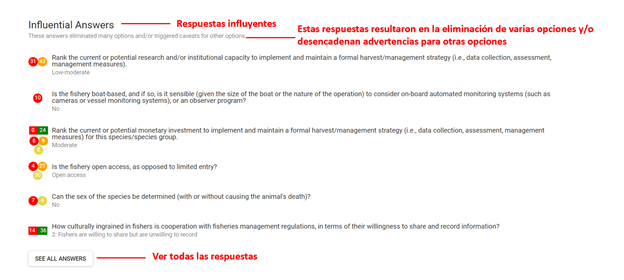 Influential Answers
Respuestas influyentes
These answers eliminated many options and/or triggered caveats for other options
Estas respuestas resultaron en la eliminación de varias opciones y/o
desencadenan advertencias para otras opciones
31 43
Rank the current or potential research and/or institutional capacity to implement and maintain a formal harvest/management strategy (i.e., data collection, assessment,
management measures).
Low-moderate
10
Is the fishery boat-based, and if so, is it sensible (given the size of the boat or the nature of the operation) to consider on-board automated monitoring systems (such as
cameras or vessel monitoring systems), or an observer program?
No
24
Rank the current or potential monetary investment to implement and maintain a formal harvest/management strategy (i.e., data collection, assessment, management
measures) for this species/species group.
Moderate
4
Is the fishery open access, as opposed to limited entry?
Open access
7
Can the sex of the species be determined (with or without causing the animal's death)?
No
14 36
How culturally ingrained in fishers is cooperation with fisheries management regulations, in terms of their willingness to share and record information?
2: Fishers are willing to share but are unwilling to record
SEE ALL ANSWERS
Ver todas las respuestas